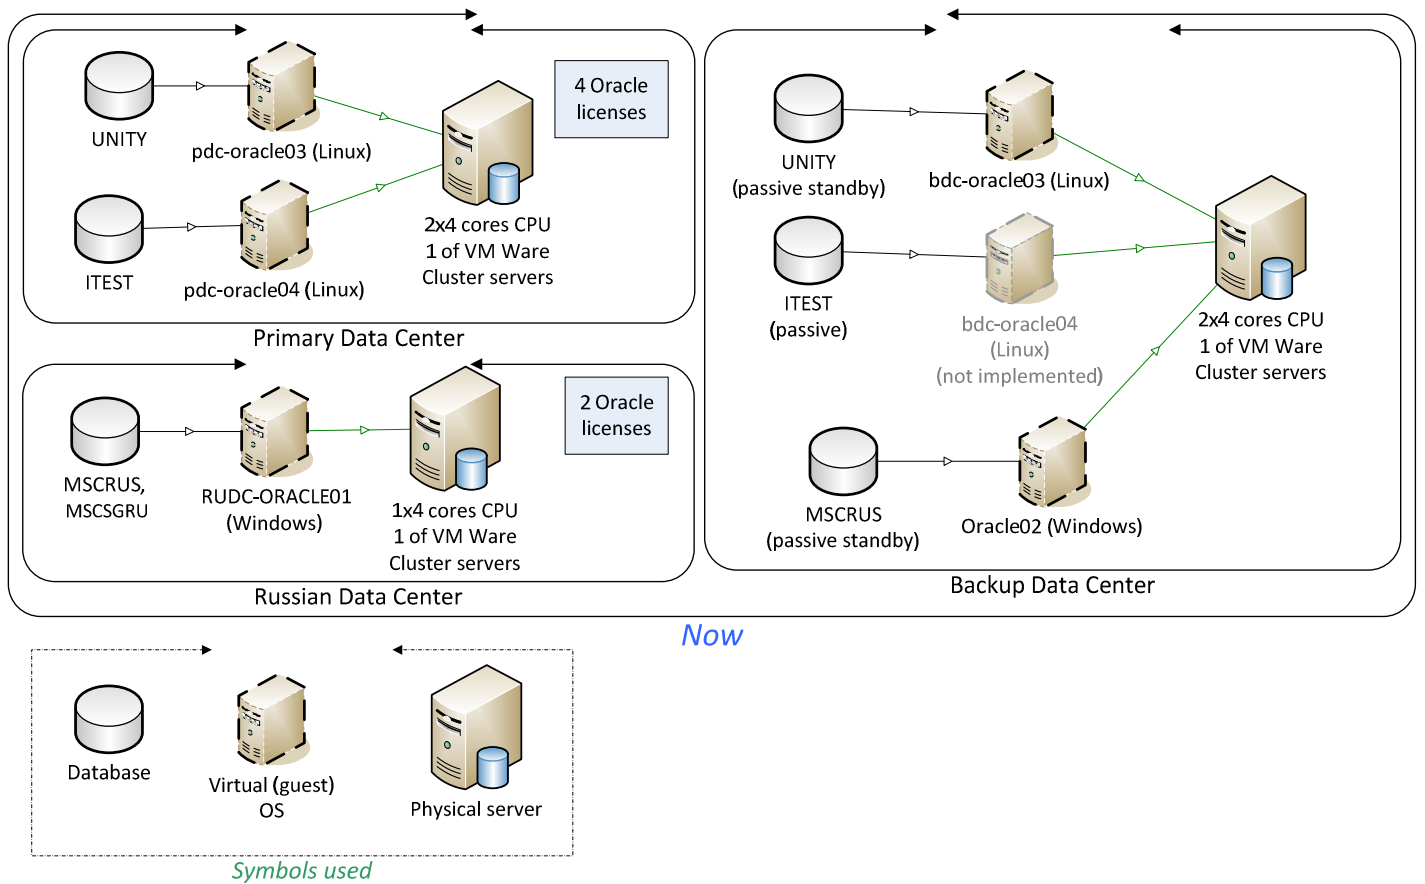 UNITY
pdc-oracle03 (Linux)
4 Oracle
licenses
ITEST
pdc-oracle04 (Linux)
2x4 cores CPU
1 of VM Ware
Cluster servers
Primary Data Center
MSCRUS,
MSCSGRU
RUDC-ORACLE01
(Windows)
1x4 cores CPU
1 of VM Ware
Cluster servers
2 Oracle
licenses
Russian Data Center
UNITY
(passive standby)
bdc-oracle03 (Linux)
ITEST
(passive)
bdc-oracle04
(Linux)
(not implemented)
2x4 cores CPU
1 of VM Ware
Cluster servers
MSCRUS
(passive standby)
Oracle02 (Windows)
Backup Data Center
Now
Database
Virtual (guest)
OS
Physical server
Symbols used